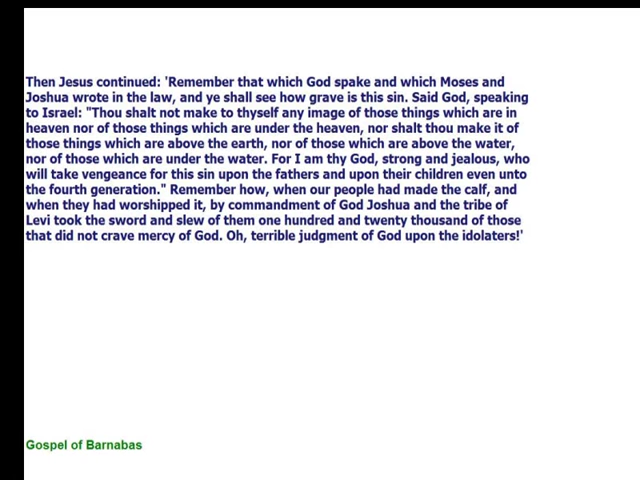 Then Jesus continued: 'Remember that which God spake and which Moses and
Joshua wrote in the law, and ye shall see how grave is this sin. Said God, speaking
to Israel: "Thou shalt not make to thyself any image of those things which are in
heaven nor of those things which are under the heaven, nor shalt thou make it of
those things which are above the earth, nor of those which are above the water,
nor of those which are under the water. For I am thy God, strong and jealous, who
will take vengeance for this sin upon the fathers and upon their children even unto
the fourth generation." Remember how, when our people had made the calf, and
when they had worshipped it, by commandment of God Joshua and the tribe of
Levi took the sword and slew of them one hundred and twenty thousand of those
that did not crave mercy of God. Oh, terrible judgment of God upon the idolaters!'
Gospel of Barnabas